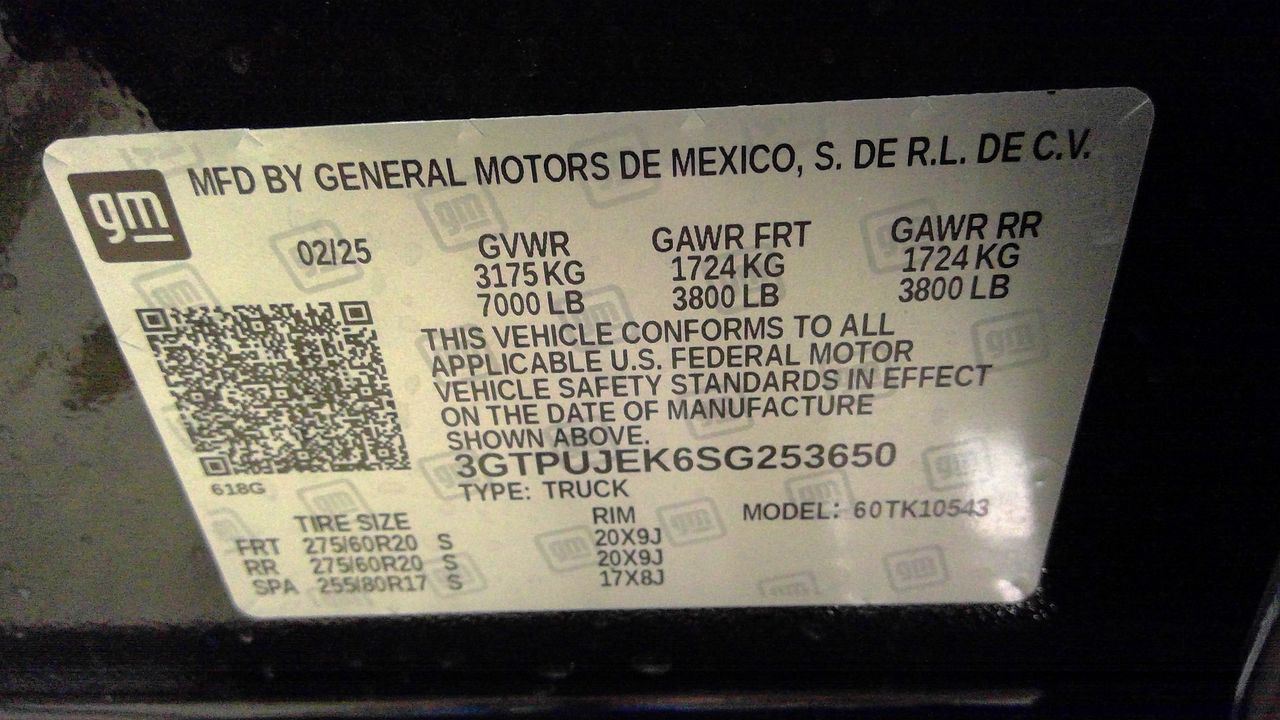 gm
MFD BY GENERAL MOTORS DE MEXICO, S. DE R.L. DE C.V.
02/25 GVWR GAWR FRT GAWR RR
3175 KG 1724 KG 1724 KG
7000 LB 3800 LB 3800 LB
THIS VEHICLE CONFORMS TO ALL
APPLICABLE U.S. FEDERAL MOTOR
VEHICLE SAFETY STANDARDS IN EFFECT
ON THE DATE OF MANUFACTURE
SHOWN ABOVE.
3GTPUJEK6SG253650
618G
TYPE: TRUCK
TIRE SIZE RIM MODEL: 60TK10543
FRT 275/60R20 S 20X9J
RR 275/60R20 S 20X9J
SPA 255/80R17 S 17X8J